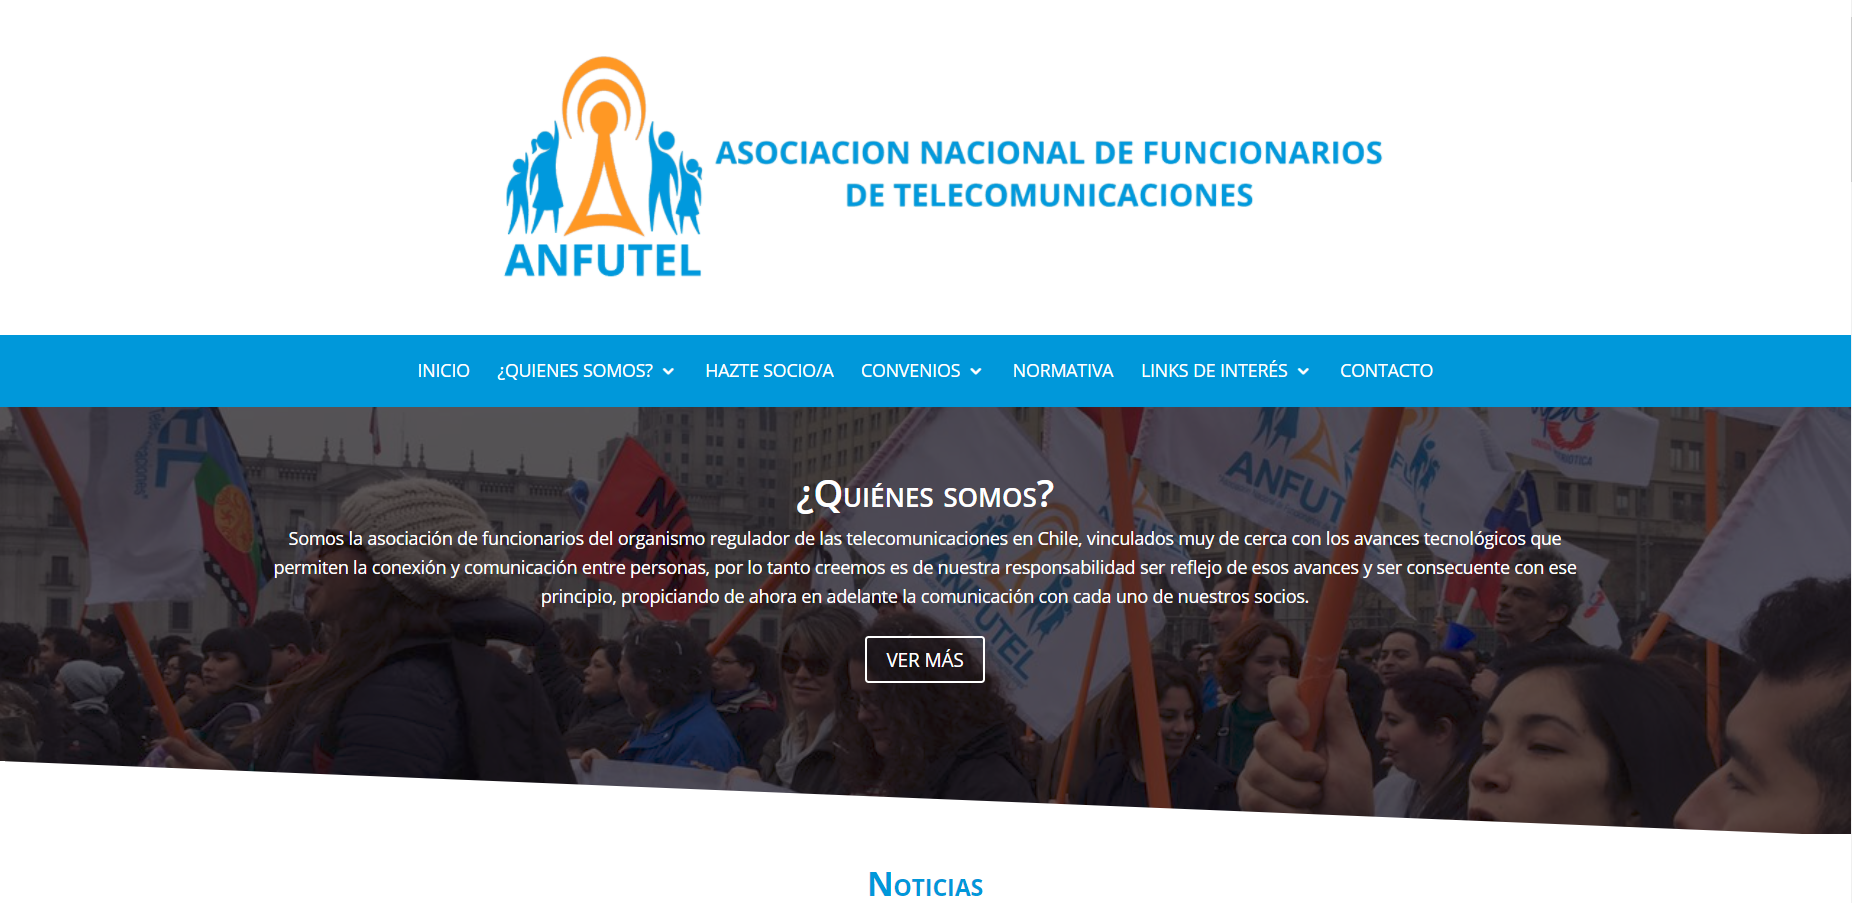 ASOCIACION NACIONAL DE FUNCIONARIOS
DE TELECOMUNICACIONES
ANFUTEL
INICIO ¿QUIENES SOMOS? HAZTE SOCIO/A CONVENIOS NORMATIVA LINKS DE INTERÉS CONTACTO
ANFUTEL
¿Quiénes somos?
Somos la asociación de funcionarios del organismo regulador de las telecomunicaciones en Chile, vinculados muy de cerca con los avances tecnológicos que
permiten la conexión y comunicación entre personas, por lo tanto creemos es de nuestra responsabilidad ser reflejo de esos avances y ser consecuente con ese
principio, propiciando de ahora en adelante la comunicación con cada uno de nuestros socios.
ANFUTEL
VER MÁS
Noticias